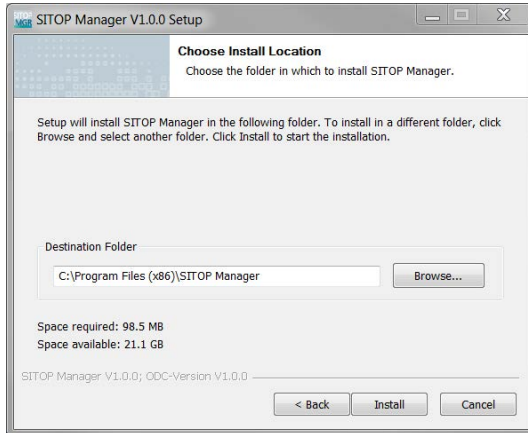 SITOP Manager V1.0.0 Setup
Choose Install Location
Choose the folder in which to install SITOP Manager.
Setup will install SITOP Manager in the following folder. To install in a different folder, click
Browse and select another folder. Click Install to start the installation.
Destination Folder
C:\Program Files (x86)\SITOP Manager
Browse...
Space required: 98.5 MB
Space available: 21.1 GB
SITOP Manager V1.0.0; ODC-Version V1.0.0
< Back
Install
Cancel